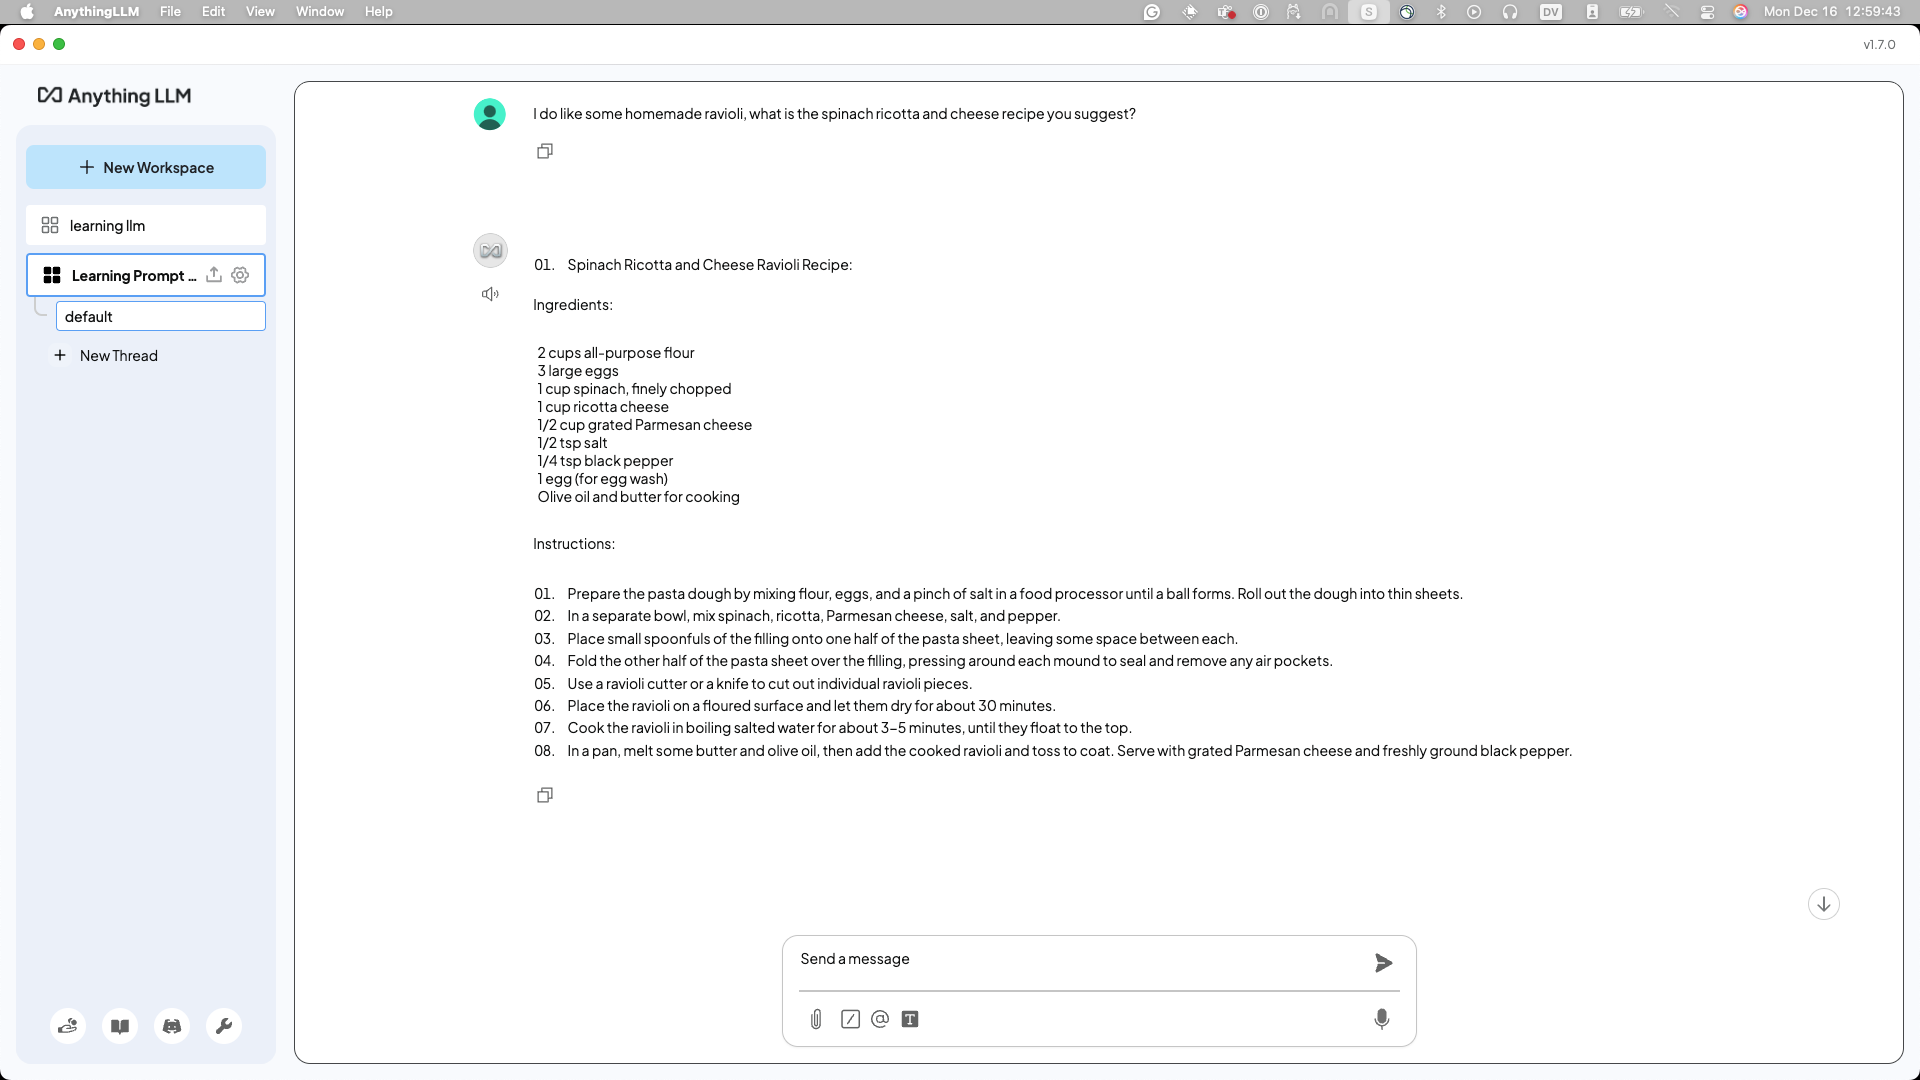 AnythingLLM File Edit View Window Help
S DV Mon Dec 16 12:59:43
v1.7.0
Anything LLM
New Workspace
learning llm
Learning Prompt ...
default
New Thread
I do like some homemade ravioli, what is the spinach ricotta and cheese recipe you suggest?
01. Spinach Ricotta and Cheese Ravioli Recipe:
Ingredients:
2 cups all-purpose flour
3 large eggs
1 cup spinach, finely chopped
1 cup ricotta cheese
1/2 cup grated Parmesan cheese
1/2 tsp salt
1/4 tsp black pepper
1 egg (for egg wash)
Olive oil and butter for cooking
Instructions:
01. Prepare the pasta dough by mixing flour, eggs, and a pinch of salt in a food processor until a ball forms. Roll out the dough into thin sheets.
02. In a separate bowl, mix spinach, ricotta, Parmesan cheese, salt, and pepper.
03. Place small spoonfuls of the filling onto one half of the pasta sheet, leaving some space between each.
04. Fold the other half of the pasta sheet over the filling, pressing around each mound to seal and remove any air pockets.
05. Use a ravioli cutter or a knife to cut out individual ravioli pieces.
06. Place the ravioli on a floured surface and let them dry for about 30 minutes.
07. Cook the ravioli in boiling salted water for about 3–5 minutes, until they float to the top.
08. In a pan, melt some butter and olive oil, then add the cooked ravioli and toss to coat. Serve with grated Parmesan cheese and freshly ground black pepper.
Send a message